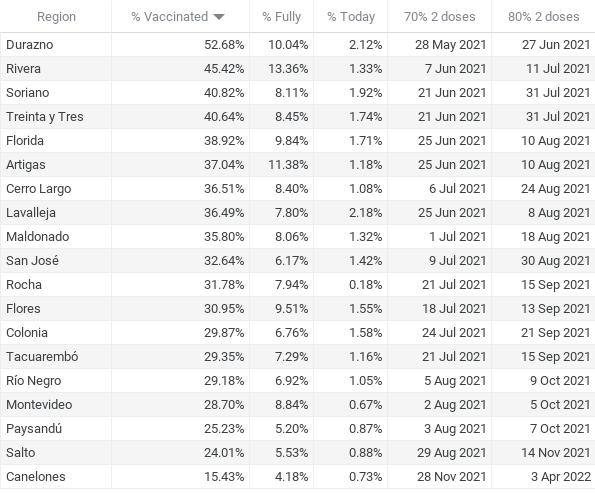 Region % Vaccinated % Fully % Today 70% 2 doses 80% 2 doses
Durazno 52.68% 10.04% 2.12% 28 May 2021 27 Jun 2021
Rivera 45.42% 13.36% 1.33% 7 Jun 2021 11 Jul 2021
Soriano 40.82% 8.11% 1.92% 21 Jun 2021 31 Jul 2021
Treinta y Tres 40.64% 8.45% 1.74% 21 Jun 2021 31 Jul 2021
Florida 38.92% 9.84% 1.71% 25 Jun 2021 10 Aug 2021
Artigas 37.04% 11.38% 1.18% 25 Jun 2021 10 Aug 2021
Cerro Largo 36.51% 8.40% 1.08% 6 Jul 2021 24 Aug 2021
Lavalleja 36.49% 7.80% 2.18% 25 Jun 2021 8 Aug 2021
Maldonado 35.80% 8.06% 1.32% 1 Jul 2021 18 Aug 2021
San José 32.64% 6.17% 1.42% 9 Jul 2021 30 Aug 2021
Rocha 31.78% 7.94% 0.18% 21 Jul 2021 15 Sep 2021
Flores 30.95% 9.51% 1.55% 18 Jul 2021 13 Sep 2021
Colonia 29.87% 6.76% 1.58% 24 Jul 2021 21 Sep 2021
Tacuarembó 29.35% 7.29% 1.16% 21 Jul 2021 15 Sep 2021
Río Negro 29.18% 6.92% 1.05% 5 Aug 2021 9 Oct 2021
Montevideo 28.70% 8.84% 0.67% 2 Aug 2021 5 Oct 2021
Paysandú 25.23% 5.20% 0.87% 3 Aug 2021 7 Oct 2021
Salto 24.01% 5.53% 0.88% 29 Aug 2021 14 Nov 2021
Canelones 15.43% 4.18% 0.73% 28 Nov 2021 3 Apr 2022